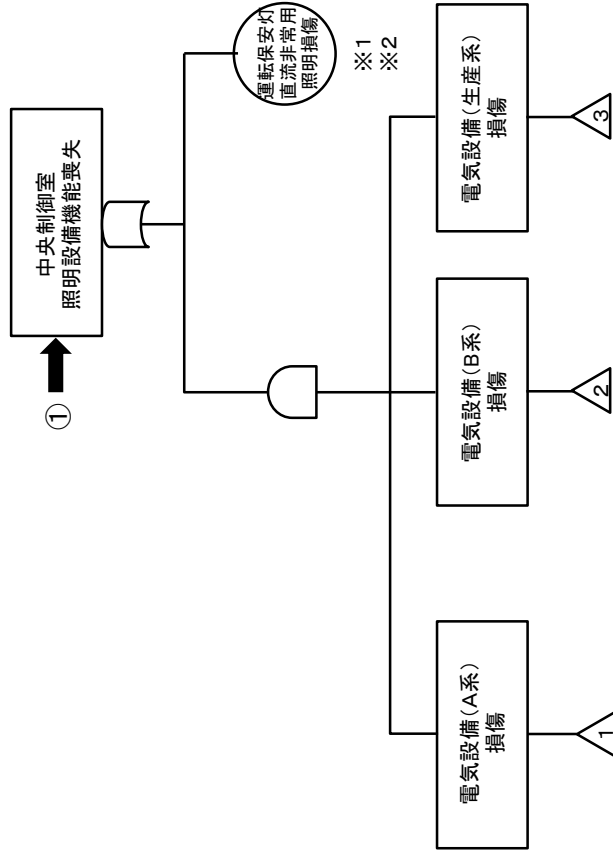 ①
中央制御室
照明設備機能喪失
運転保安灯
直流非常用
照明損傷
※1
※2
電気設備(A系)
損傷
電気設備(B系)
損傷
電気設備(生産系)
損傷
1
2
3